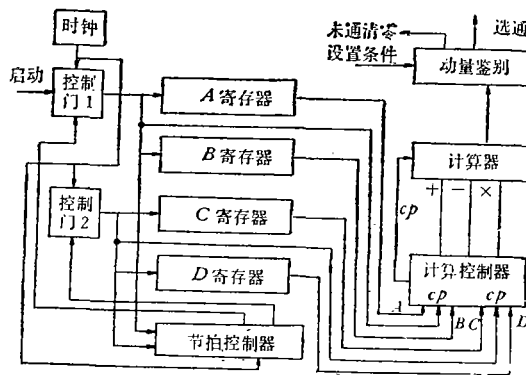 时钟
启动
控制
门 1
A 寄存器
B 寄存器
控制
门 2
C 寄存器
D 寄存器
节拍控制器
未通清零
选通
设置条件
动量鉴别
计算器
+ − ×
cp
计算控制器
cp cp
A B C D